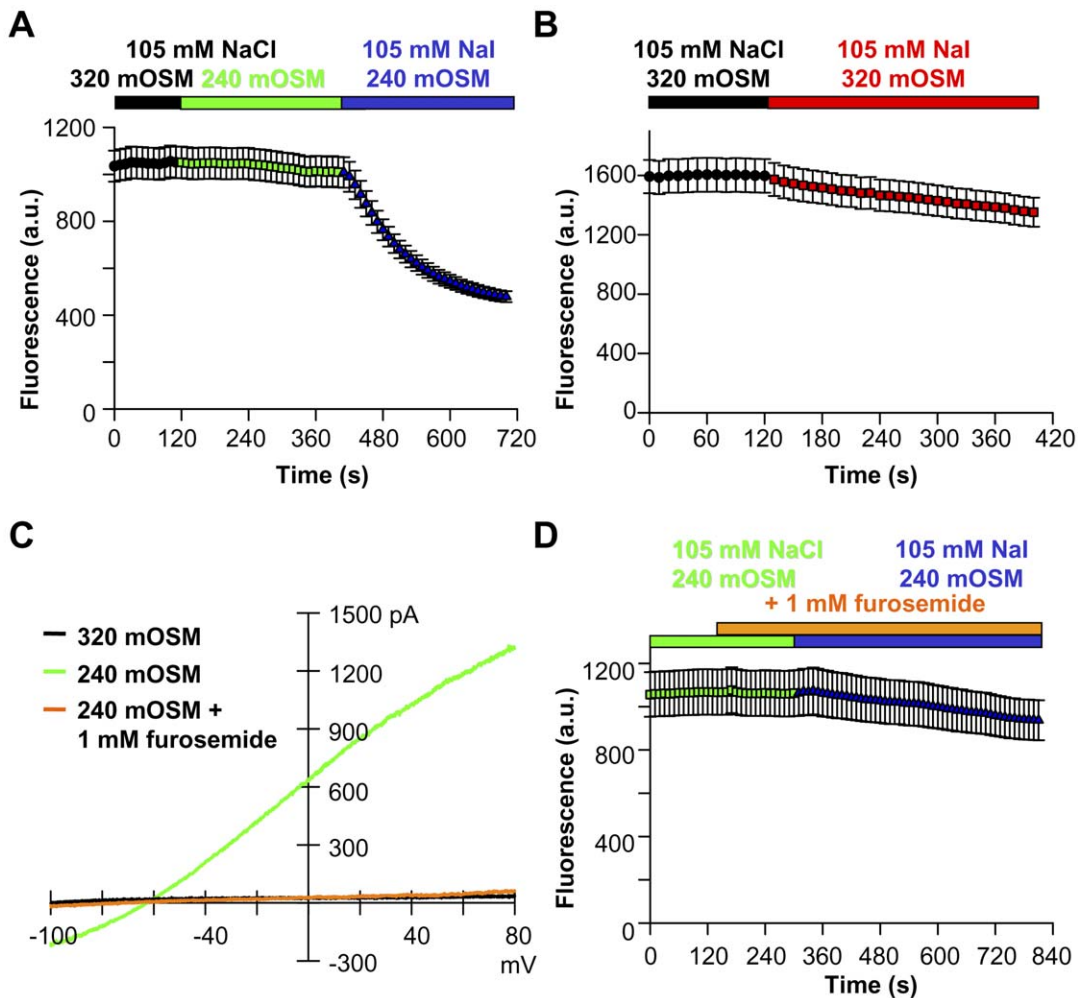 A
105 mM NaCl 105 mM NaI
320 mOSM 240 mOSM 240 mOSM
1200
1000
800
400
0
Fluorescence (a.u.)
0 120 240 360 480 600 720
Time (s)
B
105 mM NaCl 105 mM NaI
320 mOSM 320 mOSM
1600
1200
1600
800
400
0
Fluorescence (a.u.)
0 60 120 180 240 300 360 420
Time (s)
C
320 mOSM
240 mOSM
240 mOSM +
1 mM furosemide
1500 pA
1200
900
600
300
-300
-100 -40 40 80
mV
D
105 mM NaCl 105 mM NaI
240 mOSM 240 mOSM
+ 1 mM furosemide
1200
1000
800
400
0
Fluorescence (a.u.)
0 120 240 360 480 600 720 840
Time (s)